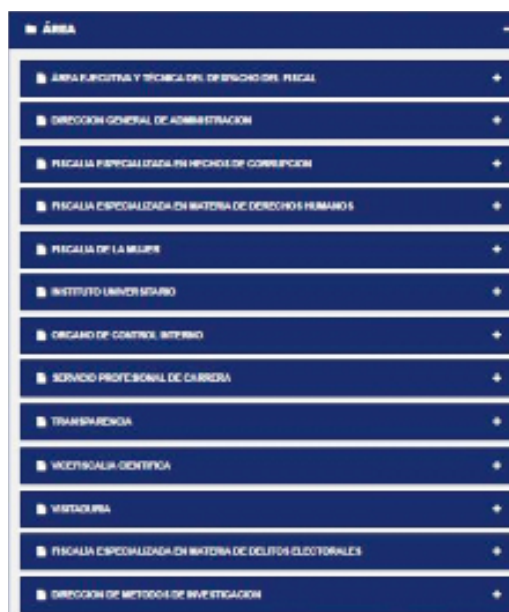 ÁREA
ÁREA EJECUTIVA Y TÉCNICA DEL DESPACHO DEL FISCAL
DIRECCION GENERAL DE ADMINISTRACION
FISCALIA ESPECIALIZADA EN HECHOS DE CORRUPCION
FISCALIA ESPECIALIZADA EN MATERIA DE DERECHOS HUMANOS
FISCALIA DE LA MUJER
INSTITUTO UNIVERSITARIO
ORGANO DE CONTROL INTERNO
SERVICIO PROFESIONAL DE CARRERA
TRANSPARENCIA
VICEFISCALIA CIENTIFICA
VISITADURIA
FISCALIA ESPECIALIZADA EN MATERIA DE DELITOS ELECTORALES
DIRECCION DE METODOS DE INVESTIGACION